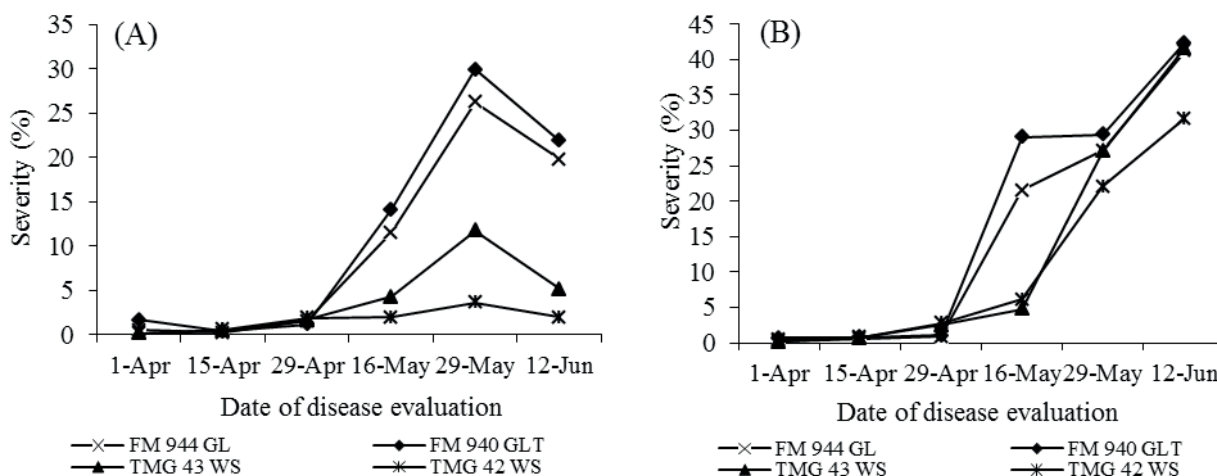 (A)
Severity (%)
35
30
25
20
15
10
5
0
1-Apr 15-Apr 29-Apr 16-May 29-May 12-Jun
Date of disease evaluation
FM 944 GL FM 940 GLT
TMG 43 WS TMG 42 WS
(B)
Severity (%)
45
40
35
30
25
20
15
10
5
0
1-Apr 15-Apr 29-Apr 16-May 29-May 12-Jun
Date of disease evaluation
FM 944 GL FM 940 GLT
TMG 43 WS TMG 42 WS